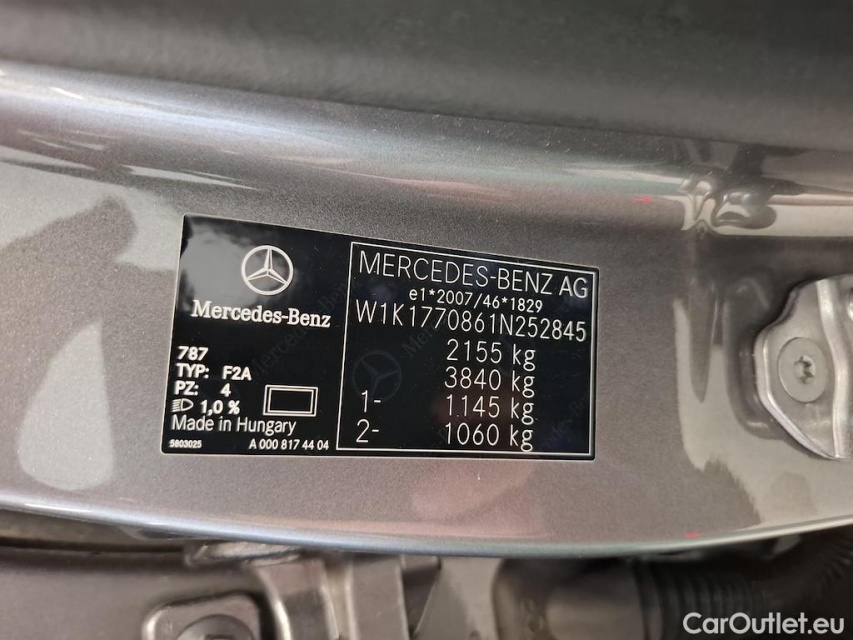 Mercedes-Benz
787
TYP: F2A
PZ: 4
1,0 %
Made in Hungary
5803025 A 000 817 44 04
MERCEDES-BENZ AG
e1*2007/46*1829
W1K1770861N252845
2155 kg
3840 kg
1- 1145 kg
2- 1060 kg
CarOutlet.eu